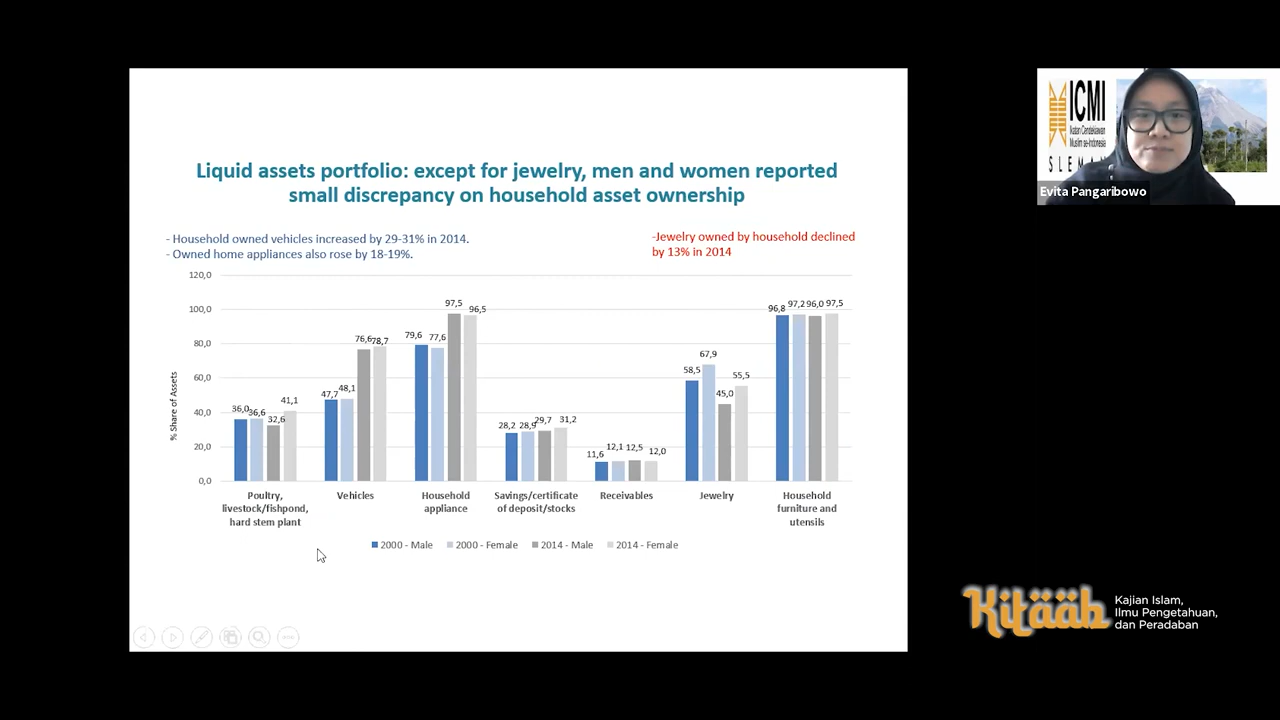 Liquid assets portfolio: except for jewelry, men and women reported
small discrepancy on household asset ownership
- Household owned vehicles increased by 29-31% in 2014.
- Owned home appliances also rose by 18-19%.
-Jewelry owned by household declined
by 13% in 2014
% Share of Assets
120,0
100,0
80,0
60,0
40,0
20,0
0,0
36,0 36,6 32,6 41,1
47,7 48,1 76,6 78,7
79,6 77,6 97,5 96,5
28,2 28,9 29,7 31,2
11,6 12,1 12,5 12,0
58,5 67,9 45,0 55,5
96,8 97,2 96,0 97,5
Poultry,
livestock/fishpond,
hard stem plant
Vehicles
Household
appliance
Savings/certificate
of deposit/stocks
Receivables
Jewelry
Household
furniture and
utensils
2000 - Male 2000 - Female 2014 - Male 2014 - Female
ICMI
Ikatan Cendekiawan
Muslim se-Indonesia
SLEMAN
Evita Pangaribowo
Kitääb
Kajian Islam,
Ilmu Pengetahuan,
dan Peradaban